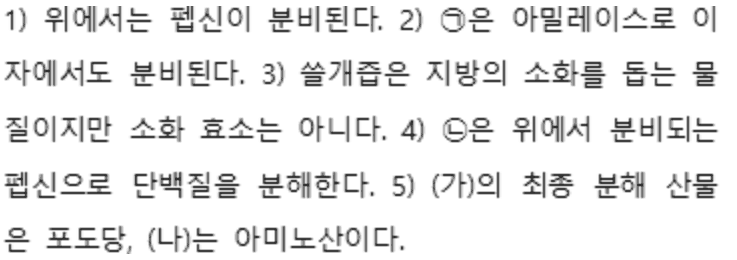 1) 위에서는 펩신이 분비된다. 2) ㉠은 아밀레이스로 이
자에서도 분비된다. 3) 쓸개즙은 지방의 소화를 돕는 물
질이지만 소화 효소는 아니다. 4) ㉡은 위에서 분비되는
펩신으로 단백질을 분해한다. 5) (가)의 최종 분해 산물
은 포도당, (나)는 아미노산이다.